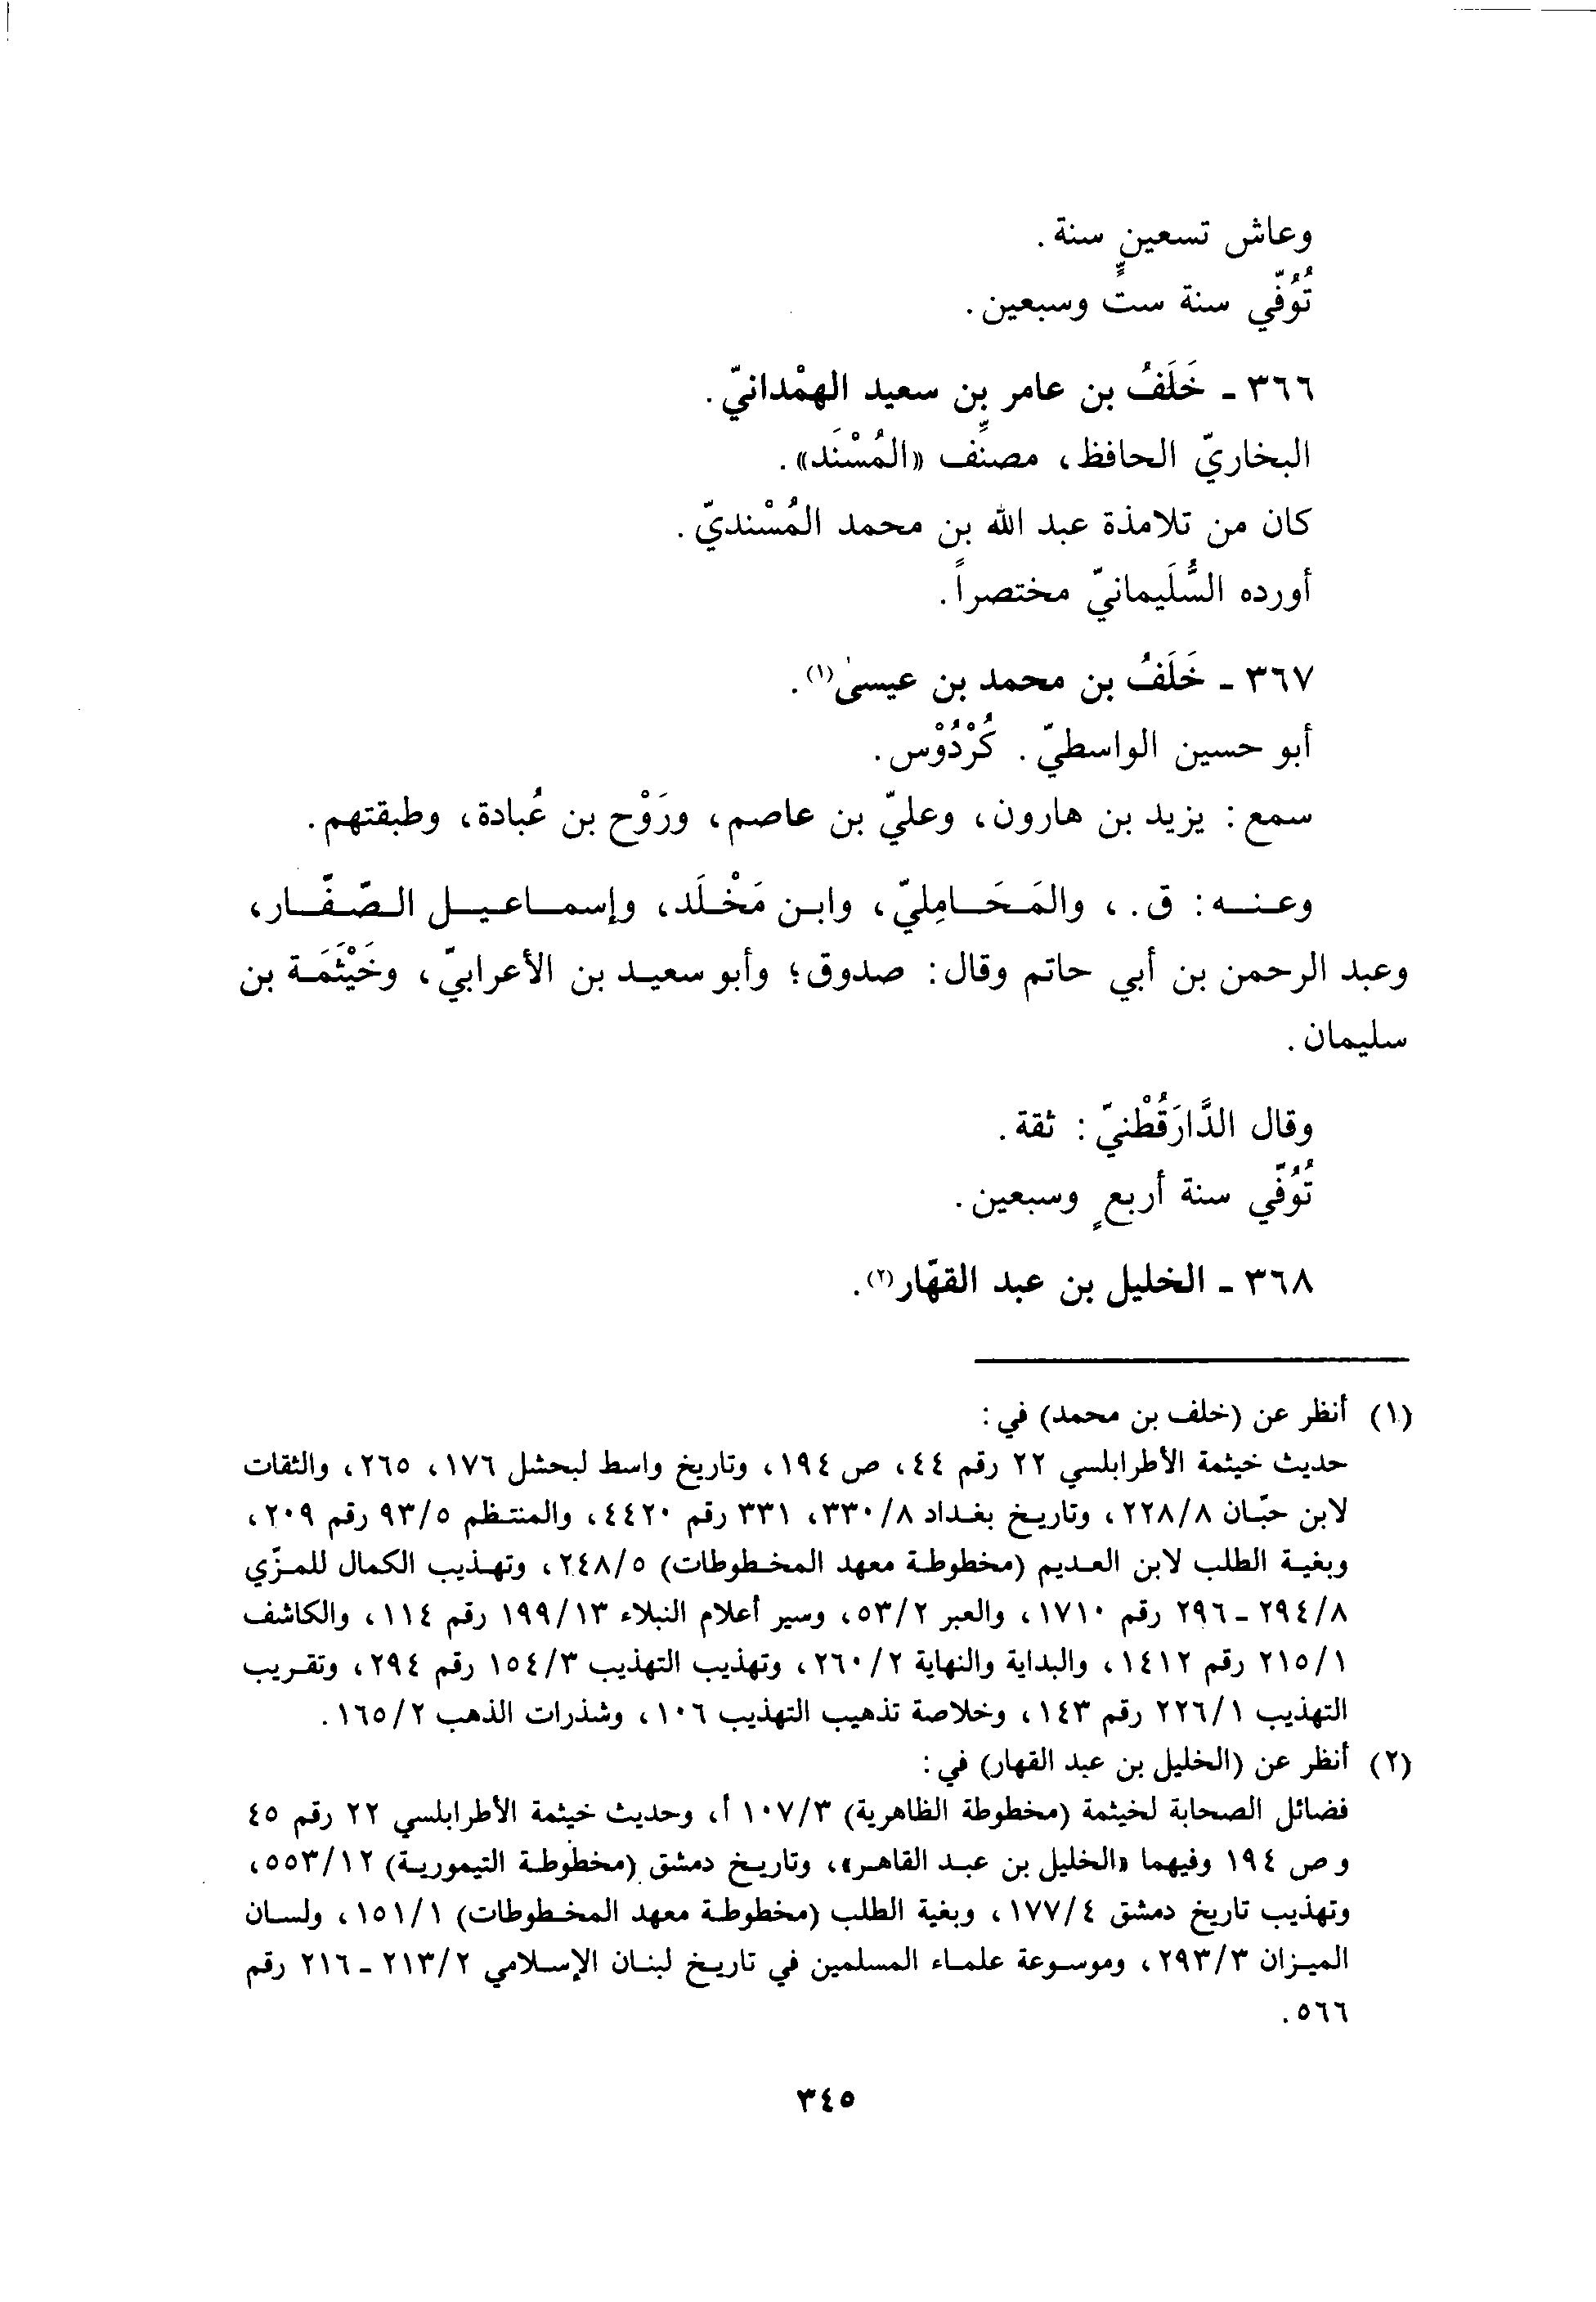 وعاش تسعين سنة.
تُوُفّي سنة ستٍّ وسبعين.
٣٦٦ ـ خَلَفُ بن عامر بن سعيد الهمْدانيّ.
البخاريّ الحافظ، مصنِّف «المُسْنَد».
كان من تلامذة عبد الله بن محمد المُسْنديّ.
أورده السُّلَيمانيّ مختصراً.
٣٦٧ ـ خَلَفُ بن محمد بن عيسىٰ(١).
أبو حسين الواسطيّ. كُرْدُوْس.
سمع: يزيد بن هارون، وعليّ بن عاصم، ورَوْح بن عُبادة، وطبقتهم.
وعنه: ق.، والمَحَامِليّ، وابن مَخْلَد، وإسماعيل الصّفّار،
وعبد الرحمن بن أبي حاتم وقال: صدوق؛ وأبو سعيد بن الأعرابيّ، وخَيْثَمَة بن
سليمان.
وقال الدَّارَقُطْنيّ: ثقة.
تُوُفّي سنة أربعٍ وسبعين.
٣٦٨ ـ الخليل بن عبد القهّار(٢).
(١) أنظر عن (خلف بن محمد) في:
حديث خيثمة الأطرابلسي ٢٢ رقم ٤٤، ص ١٩٤، وتاريخ واسط لبحشل ١٧٦، ٢٦٥، والثقات
لابن حبّان ٢٢٨/٨، وتاريخ بغداد ٣٣٠/٨، ٣٣١ رقم ٤٤٢٠، والمنتظم ٩٣/٥ رقم ٢٠٩،
وبغية الطلب لابن العديم (مخطوطة معهد المخطوطات) ٢٤٨/٥، وتهذيب الكمال للمزّي
٢٩٤/٨ ـ ٢٩٦ رقم ١٧١٠، والعبر ٥٣/٢، وسير أعلام النبلاء ١٩٩/١٣ رقم ١١٤، والكاشف
٢١٥/١ رقم ١٤١٢، والبداية والنهاية ٢٦٠/٢، وتهذيب التهذيب ١٥٤/٣ رقم ٢٩٤، وتقريب
التهذيب ٢٢٦/١ رقم ١٤٣، وخلاصة تذهيب التهذيب ١٠٦، وشذرات الذهب ١٦٥/٢.
(٢) أنظر عن (الخليل بن عبد القهار) في:
فضائل الصحابة لخيثمة (مخطوطة الظاهرية) ١٠٧/٣ أ، وحديث خيثمة الأطرابلسي ٢٢ رقم ٤٥
و ص ١٩٤ وفيهما «الخليل بن عبد القاهر»، وتاريخ دمشق (مخطوطة التيمورية) ٥٥٣/١٢،
وتهذيب تاريخ دمشق ١٧٧/٤، وبغية الطلب (مخطوطة معهد المخطوطات) ١٥١/١، ولسان
الميزان ٢٩٣/٣، وموسوعة علماء المسلمين في تاريخ لبنان الإسلامي ٢١٣/٢ ـ ٢١٦ رقم
٥٦٦.
٣٤٥